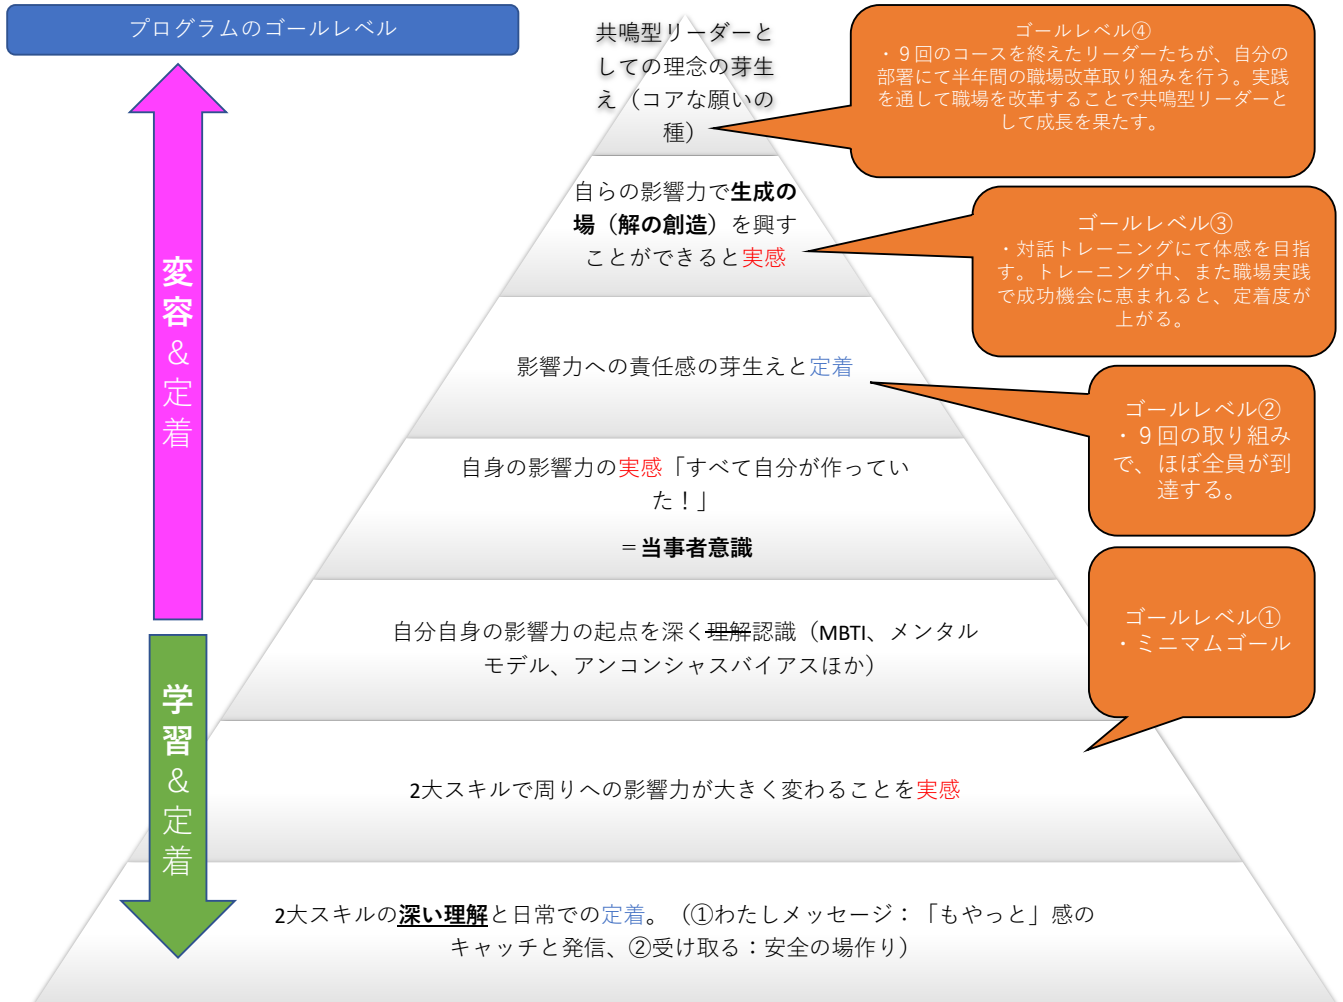 プログラムのゴールレベル
共鳴型リーダーと
しての理念の芽生
え（コアな願いの
種）
ゴールレベル④
・９回のコースを終えたリーダーたちが、自分の
部署にて半年間の職場改革取り組みを行う。実践
を通して職場を改革することで共鳴型リーダーと
して成長を果たす。
自らの影響力で生成の
場（解の創造）を興す
ことができると実感
ゴールレベル③
・対話トレーニングにて体感を目指
す。トレーニング中、また職場実践
で成功機会に恵まれると、定着度が
上がる。
変容＆定着
影響力への責任感の芽生えと定着
ゴールレベル②
・９回の取り組み
で、ほぼ全員が到
達する。
自身の影響力の実感「すべて自分が作ってい
た！」
＝当事者意識
自分自身の影響力の起点を深く理解認識（MBTI、メンタル
モデル、アンコンシャスバイアスほか）
ゴールレベル①
・ミニマムゴール
学習＆定着
2大スキルで周りへの影響力が大きく変わることを実感
2大スキルの深い理解と日常での定着。（①わたしメッセージ：「もやっと」感の
キャッチと発信、②受け取る：安全の場作り）